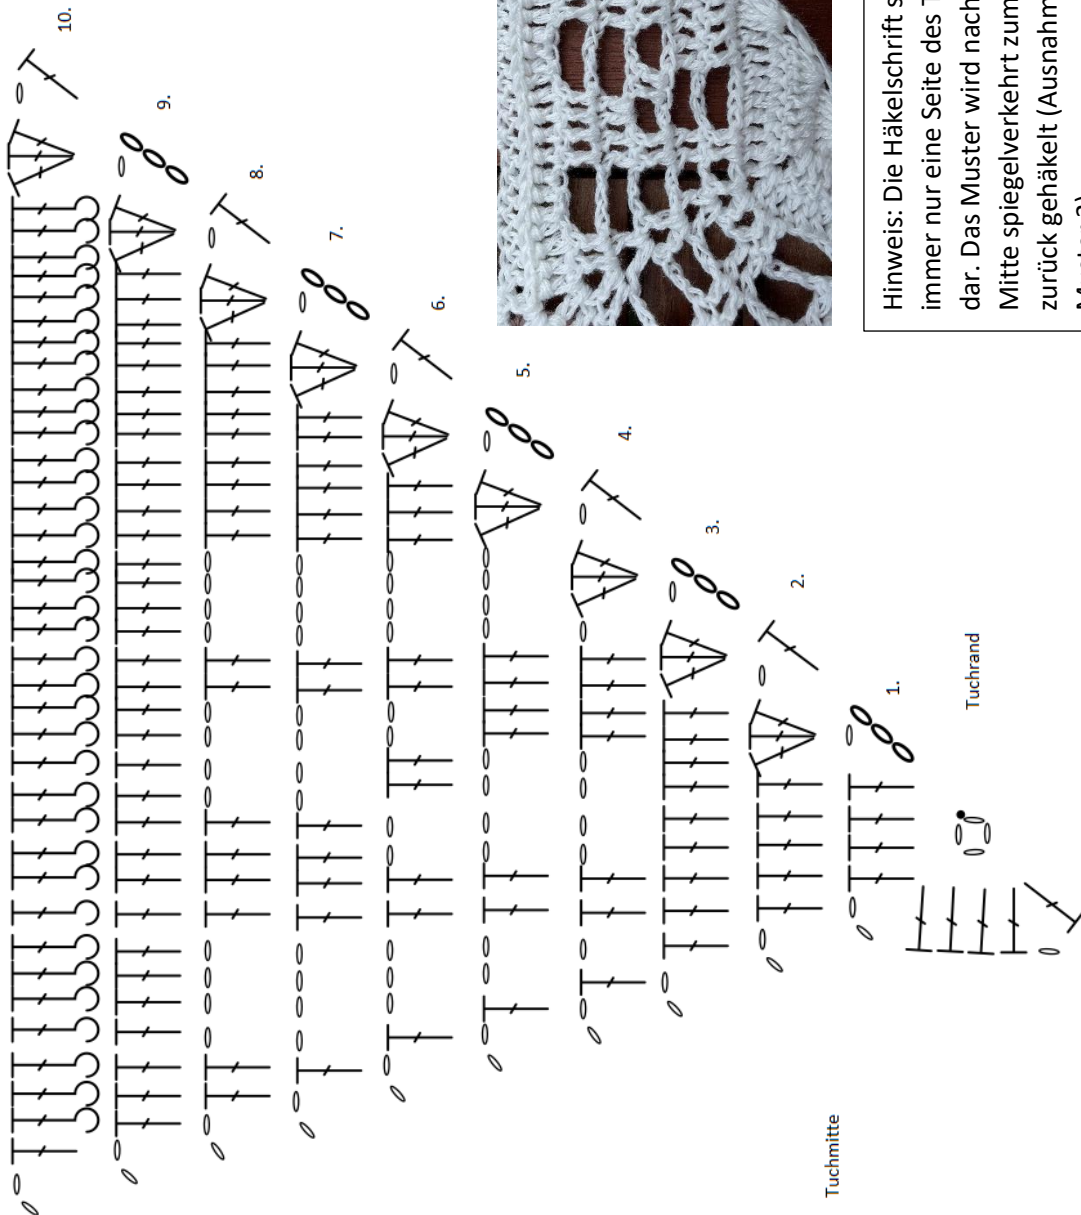 10.
9.
8.
7.
6.
5.
4.
3.
2.
1.
Tuchrand
Tuchmitte
Hinweis: Die Häkelschrift s
immer nur eine Seite des T
dar. Das Muster wird nach
Mitte spiegelverkehrt zum
zurück gehäkelt (Ausnahm